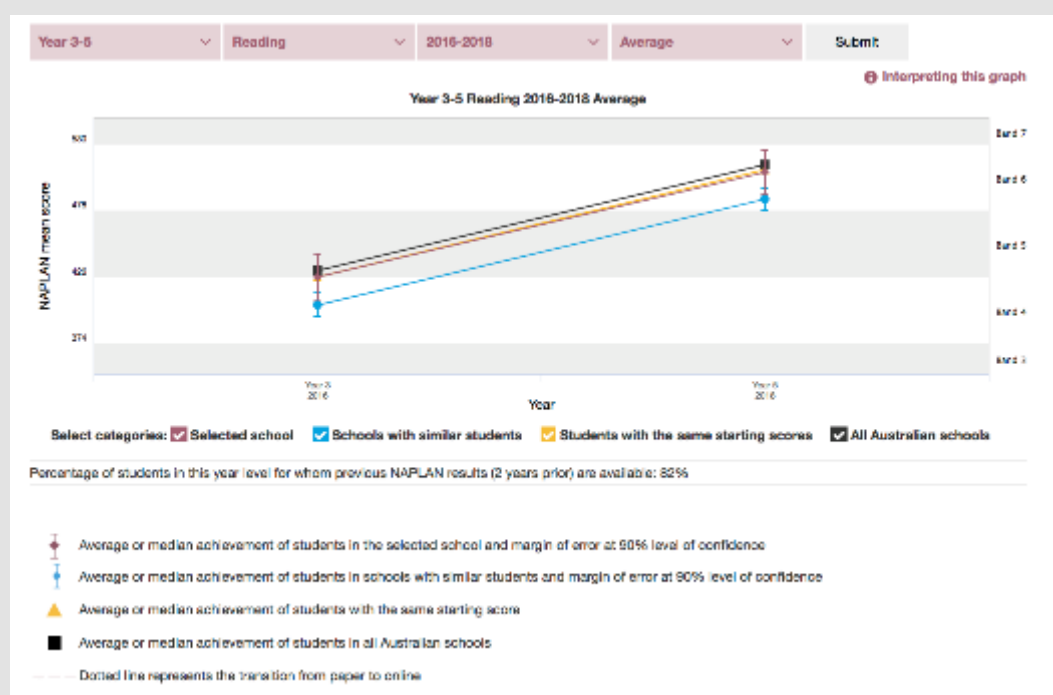 Year 3-5 Reading 2016-2018 Average Submit
Interpreting this graph
Year 3-5 Reading 2016-2018 Average
Band 7
Band 6
478
NAPLAN mean score
Band 5
426
Band 4
374
Band 3
Year 3
2016
Year
2018
Select categories: Selected school Schools with similar students Students with the same starting scores All Australian schools
Percentage of students in this year level for whom previous NAPLAN results (2 years prior) are available: 82%
Average or median achievement of students in the selected school and margin of error at 90% level of confidence
Average or median achievement of students in schools with similar students and margin of error at 90% level of confidence
Average or median achievement of students with the same starting score
Average or median achievement of students in all Australian schools
Dotted line represents the transition from paper to online